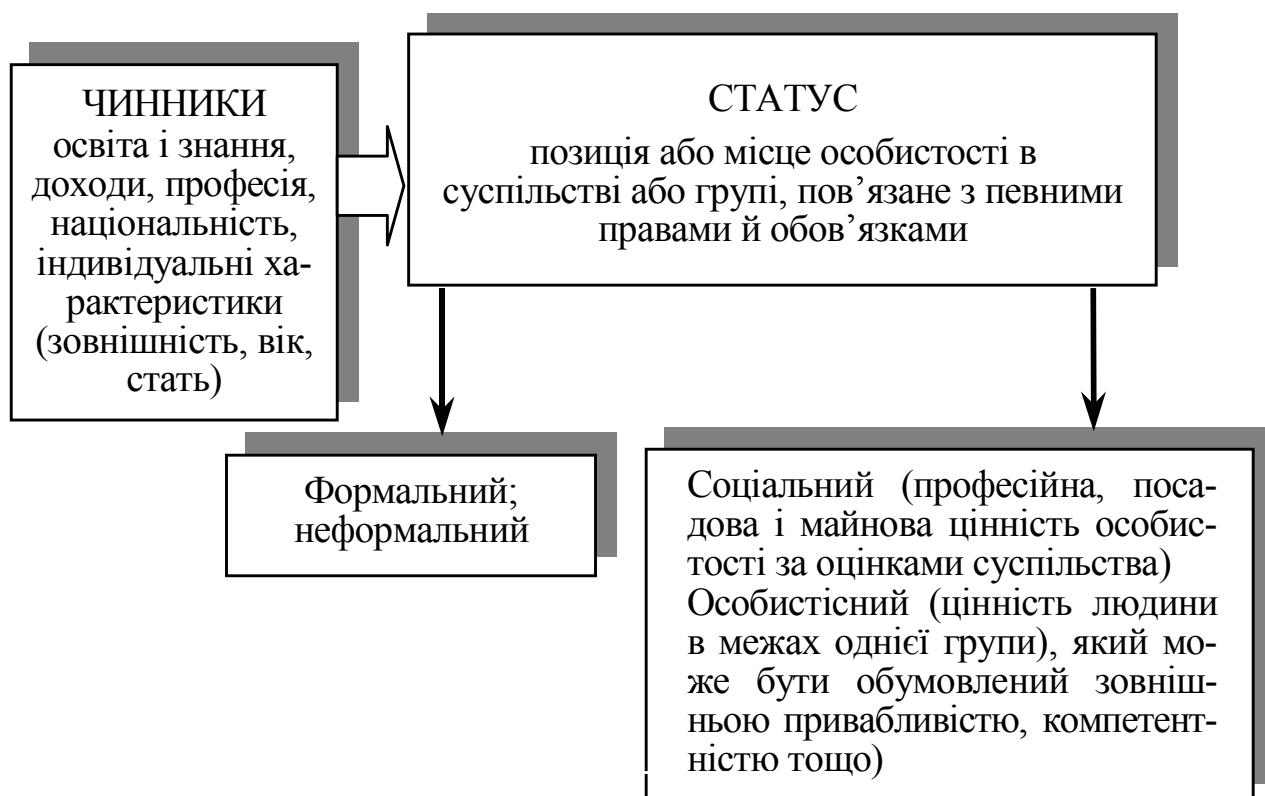 ЧИННИКИ
освіта і знання,
доходи, професія,
національність,
індивідуальні ха-
рактеристики
(зовнішність, вік,
стать)
СТАТУС
позиція або місце особистості в
суспільстві або групі, пов’язане з певними
правами й обов’язками
Формальний;
неформальний
Соціальний (професійна, поса-
дова і майнова цінність особис-
тості за оцінками суспільства)
Особистісний (цінність людини
в межах однієї групи), який мо-
же бути обумовлений зовніш-
ньою привабливістю, компетент-
ністю тощо)